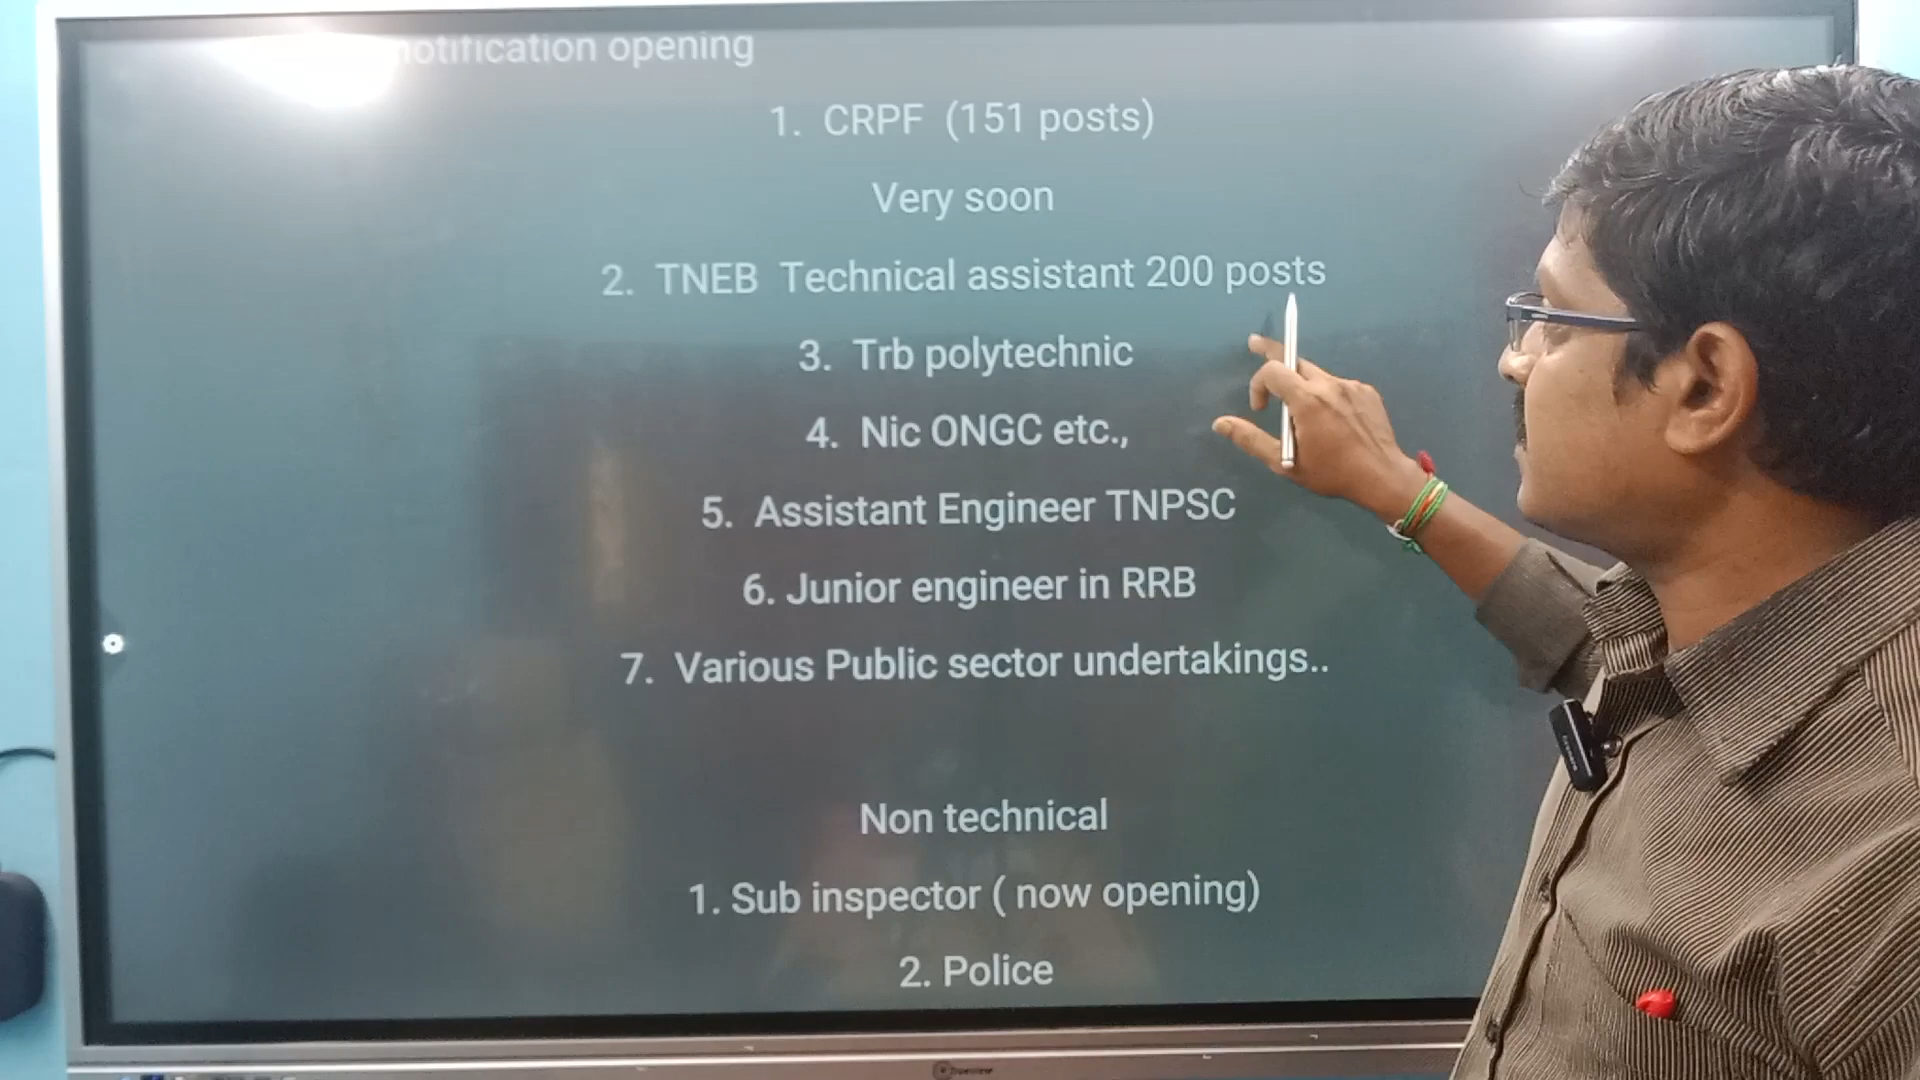 notification opening
1. CRPF (151 posts)
Very soon
2. TNEB Technical assistant 200 posts
3. Trb polytechnic
4. Nic ONGC etc.,
5. Assistant Engineer TNPSC
6. Junior engineer in RRB
7. Various Public sector undertakings..
Non technical
1. Sub inspector ( now opening)
2. Police